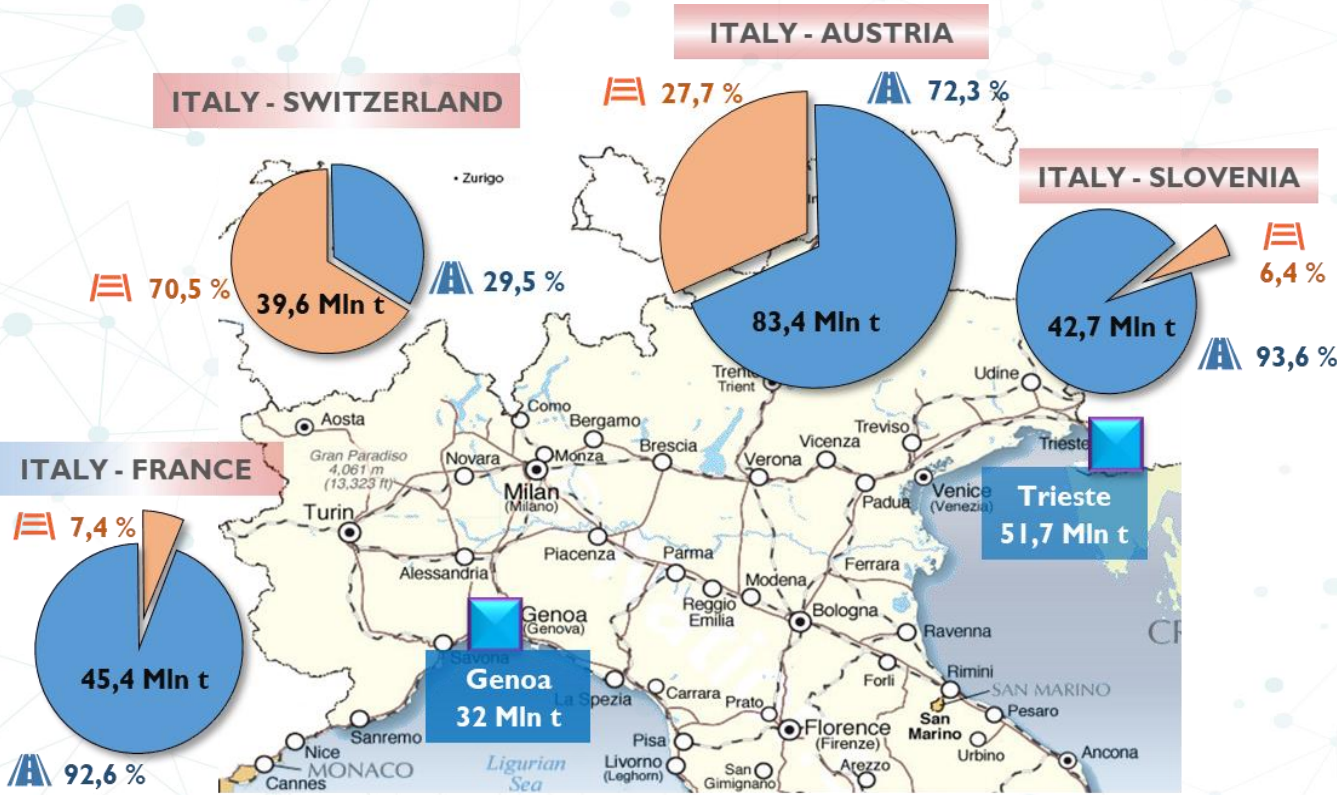 ITALY - AUSTRIA
27,7 %
72,3 %
ITALY - SWITZERLAND
Zurigo
ITALY - SLOVENIA
70,5 %
39,6 Mln t
29,5 %
83,4 Mln t
6,4 %
42,7 Mln t
93,6 %
Trento
Trient
Udine
Aosta
Como
Bergamo
Treviso
Trieste
Gran Paradiso
4,061 m
(13,323 ft)
Novara
Monza
Brescia
Vicenza
Verona
ITALY - FRANCE
Milan
(Milano)
Padua
Venice
(Venezia)
Trieste
51,7 Mln t
7,4 %
Turin
Piacenza
Parma
Ferrara
Alessandria
Modena
Reggio
Emilia
Bologna
Genoa
(Genova)
Ravenna
CR
Savona
45,4 Mln t
Genoa
32 Mln t
La Spezia
Carrara
Prato
Forli
Rimini
SAN MARINO
San
Marino
Pesaro
Sanremo
Florence
(Firenze)
Urbino
Ancona
Pisa
Nice
MONACO
Cannes
Ligurian
Sea
Livorno
(Leghorn)
San
Gimignano
Arezzo
92,6 %